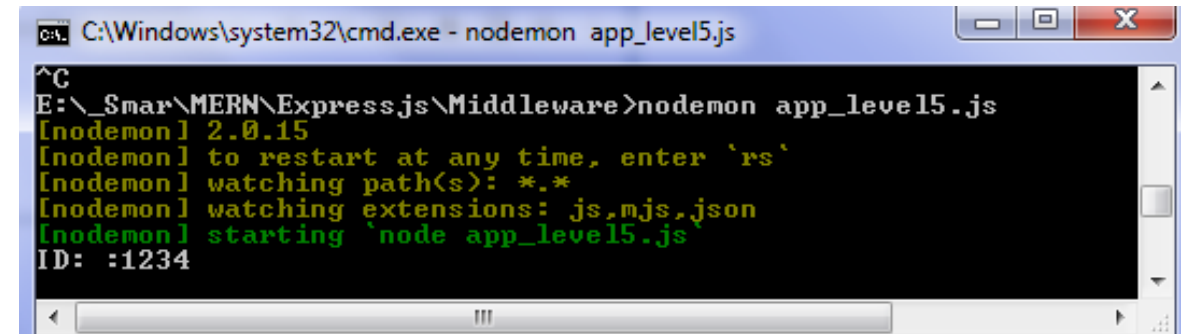 C:\Windows\system32\cmd.exe - nodemon app_level5.js
^C
E:\_Smar\MERN\Expressjs\Middleware>nodemon app_level5.js
[nodemon] 2.0.15
[nodemon] to restart at any time, enter `rs`
[nodemon] watching path(s): *.*
[nodemon] watching extensions: js,mjs,json
[nodemon] starting `node app_level5.js`
ID: :1234